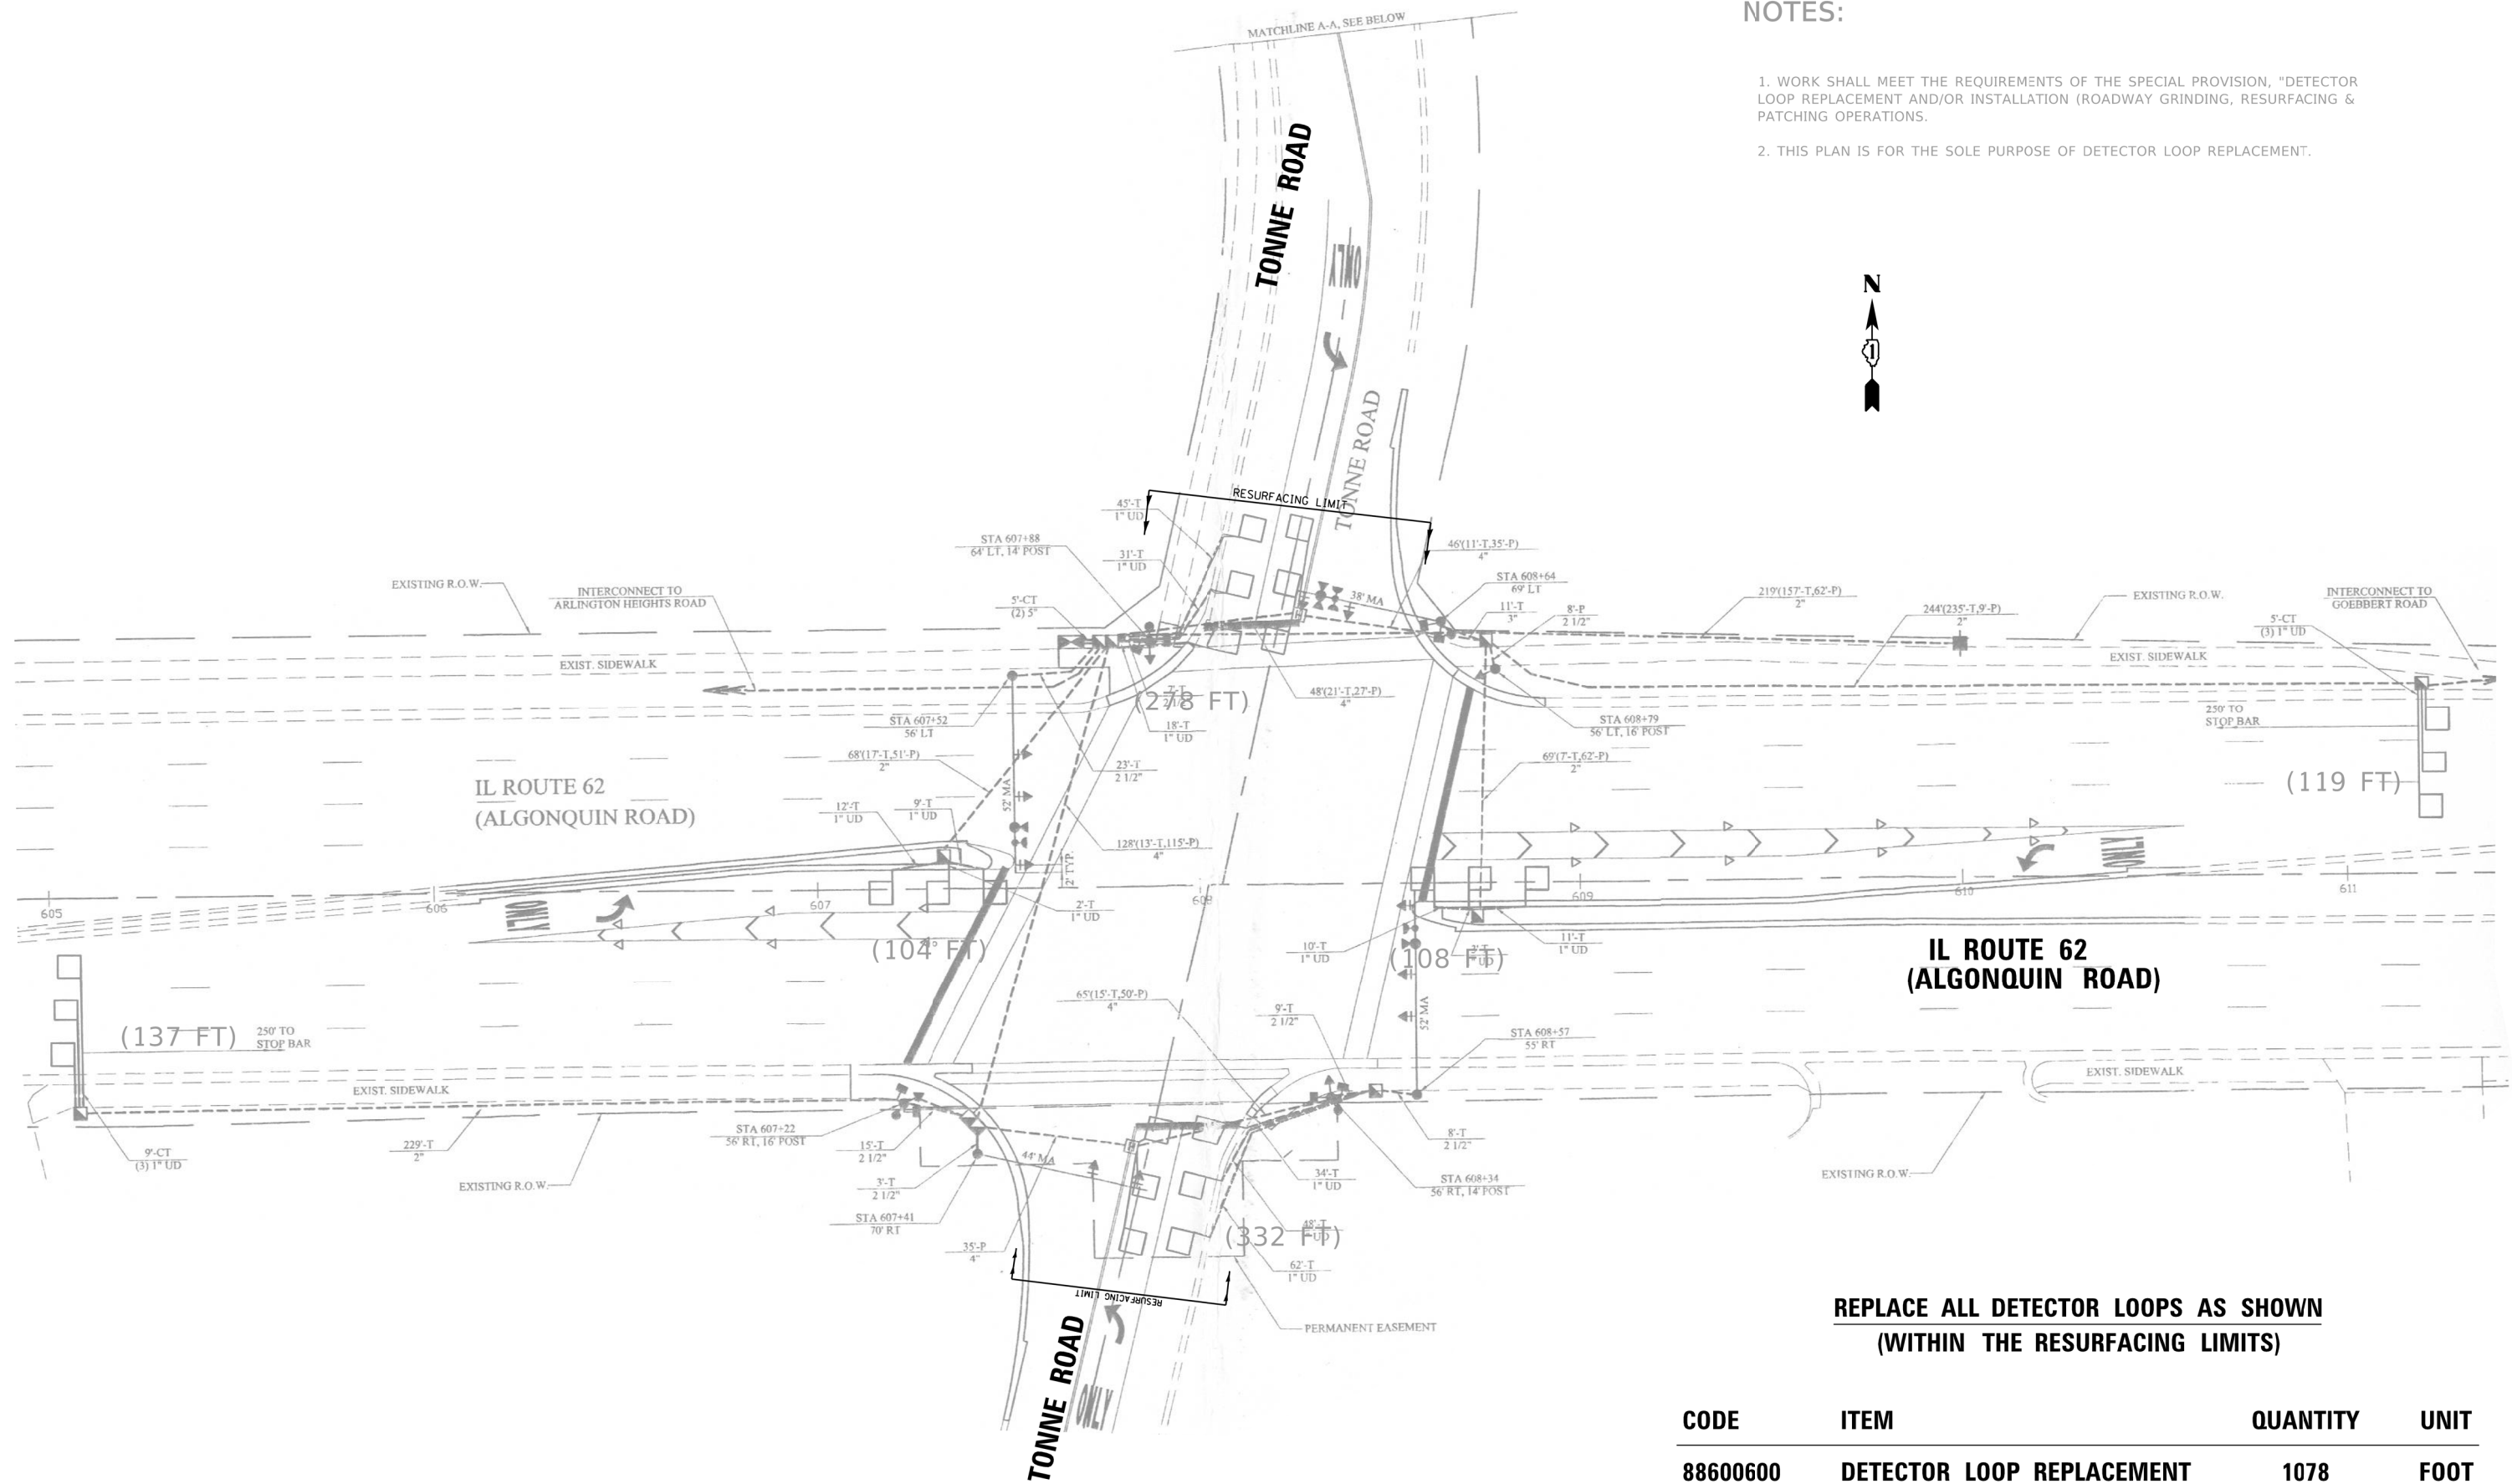 NOTES:
1. WORK SHALL MEET THE REQUIREMENTS OF THE SPECIAL PROVISION, "DETECTOR
LOOP REPLACEMENT AND/OR INSTALLATION (ROADWAY GRINDING, RESURFACING &
PATCHING OPERATIONS.
2. THIS PLAN IS FOR THE SOLE PURPOSE OF DETECTOR LOOP REPLACEMENT.
MATCHLINE A-A, SEE BELOW
TONNE ROAD
ONLY
N
1
TONNE ROAD
RESURFACING LIMIT
45'-T
1" UD
STA 607+88
64' LT, 14' POST
31'-T
1" UD
5'-CT
(2) 5"
46'(11'-T,35'-P)
4"
STA 608+64
69' LT
38' MA
11'-T
3"
8'-P
2 1/2"
219'(157'-T,62'-P)
2"
244'(235'-T,9'-P)
2"
EXISTING R.O.W.
INTERCONNECT TO
GOEBBERT ROAD
5'-CT
(3) 1" UD
EXISTING R.O.W.
INTERCONNECT TO
ARLINGTON HEIGHTS ROAD
EXIST. SIDEWALK
EXIST. SIDEWALK
(278 FT)
48'(21'-T,27'-P)
4"
18'-T
1" UD
STA 607+52
56' LT
STA 608+79
56' LT, 16' POST
250' TO
STOP BAR
68'(17'-T,51'-P)
2"
23'-T
2 1/2"
69'(7'-T,62'-P)
2"
(119 FT)
IL ROUTE 62
(ALGONQUIN ROAD)
52' MA
12'-T
1" UD
9'-T
1" UD
128'(13'-T,115'-P)
4"
2' TYP.
ONLY
605
606
607
608
609
610
611
ONLY
2'-T
1" UD
(104 FT)
10'-T
1" UD
(108 FT)
11'-T
1" UD
IL ROUTE 62
(ALGONQUIN ROAD)
65'(15'-T,50'-P)
4"
9'-T
2 1/2"
52' MA
(137 FT)
250' TO
STOP BAR
STA 608+57
55' RT
EXIST. SIDEWALK
EXIST. SIDEWALK
STA 607+22
56' RT, 16' POST
229'-T
2"
9'-CT
(3) 1" UD
15'-T
2 1/2"
44' MA
8'-T
2 1/2"
EXISTING R.O.W.
3'-T
2 1/2"
34'-T
1" UD
STA 608+34
56' RT, 14' POST
EXISTING R.O.W.
STA 607+41
70' RT
48'-T
(332 FT)
35'-P
4"
62'-T
1" UD
RESURFACING LIMIT
PERMANENT EASEMENT
TONNE ROAD
ONLY
REPLACE ALL DETECTOR LOOPS AS SHOWN
(WITHIN THE RESURFACING LIMITS)
CODE ITEM QUANTITY UNIT
88600600 DETECTOR LOOP REPLACEMENT 1078 FOOT